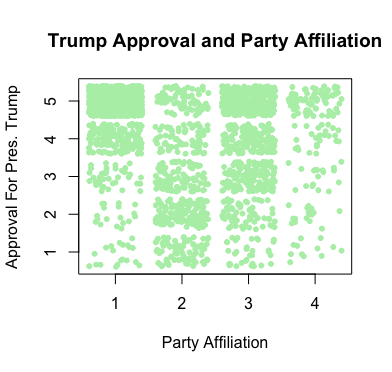 Trump Approval and Party Affiliation
Approval For Pres. Trump
5
4
3
2
1
1 2 3 4
Party Affiliation